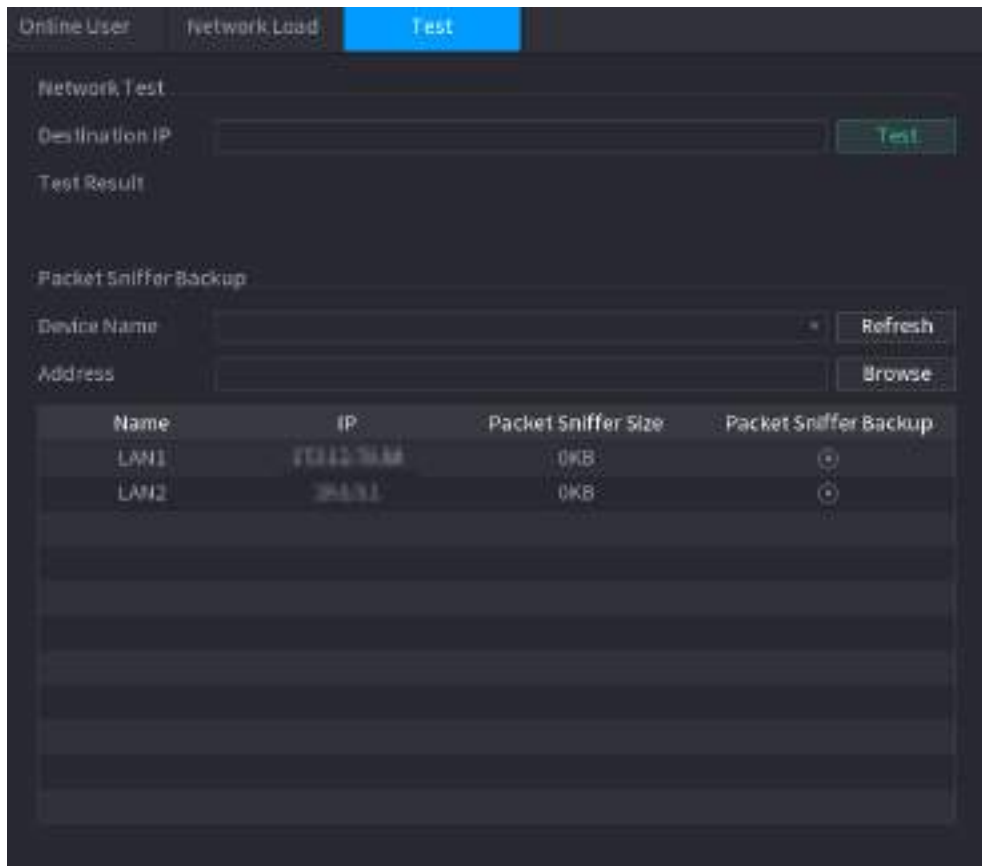 Online User Network Load Test
Network Test
Destination IP Test
Test Result
Packet Sniffer Backup
Device Name Refresh
Address Browse
Name IP Packet Sniffer Size Packet Sniffer Backup
LAN1 0KB
LAN2 0KB